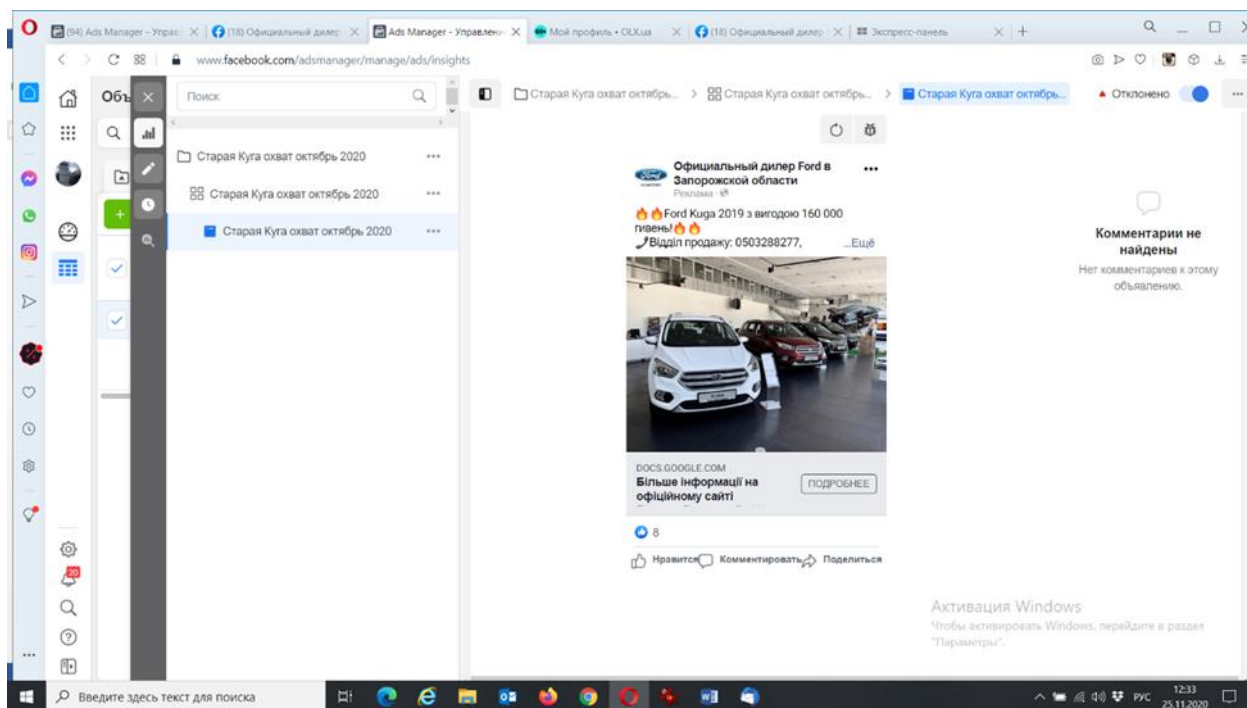 (94) Ads Manager - Управ
(18) Официальный дилер
Ads Manager - Управлени
Мой профиль • OLX.ua
(18) Официальный дилер
Экспресс-панель
www.facebook.com/adsmanager/manage/ads/insights
Объ
Поиск
Старая Куга охват октябрь...
Старая Куга охват октябрь...
Старая Куга охват октябрь...
Отклонено
Старая Куга охват октябрь 2020
Старая Куга охват октябрь 2020
Старая Куга охват октябрь 2020
Официальный дилер Ford в
Запорожской области
Реклама
🔥🔥Ford Kuga 2019 з вигодою 160 000
гривень!🔥🔥
Відділ продажу: 0503288277, ...Ещё
DOCS.GOOGLE.COM
Більше інформації на
офіційному сайті
ПОДРОБНЕЕ
8
Нравится
Комментировать
Поделиться
Комментарии не
найдены
Нет комментариев к этому
объявлению.
20
Активация Windows
Чтобы активировать Windows, перейдите в раздел
"Параметры".
Введите здесь текст для поиска
РУС
12:33
25.11.2020